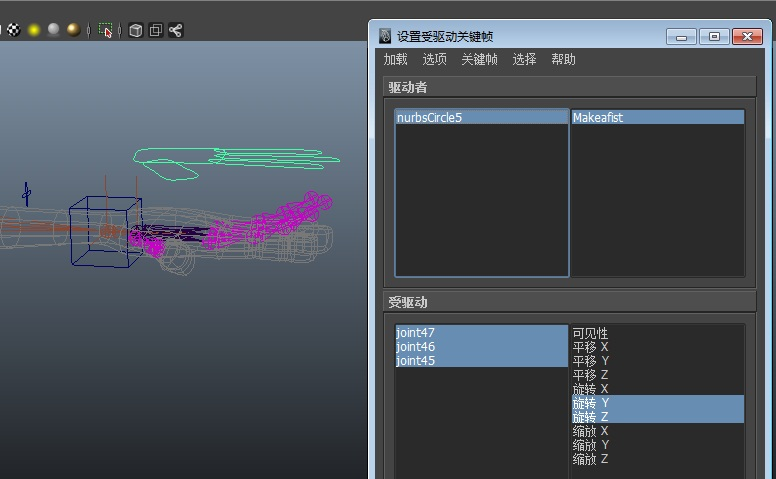 设置受驱动关键帧
加载 选项 关键帧 选择 帮助
驱动者
nurbsCircle5 Makeafist
受驱动
joint47 可见性
joint46 平移 X
joint45 平移 Y
平移 Z
旋转 X
旋转 Y
旋转 Z
缩放 X
缩放 Y
缩放 Z